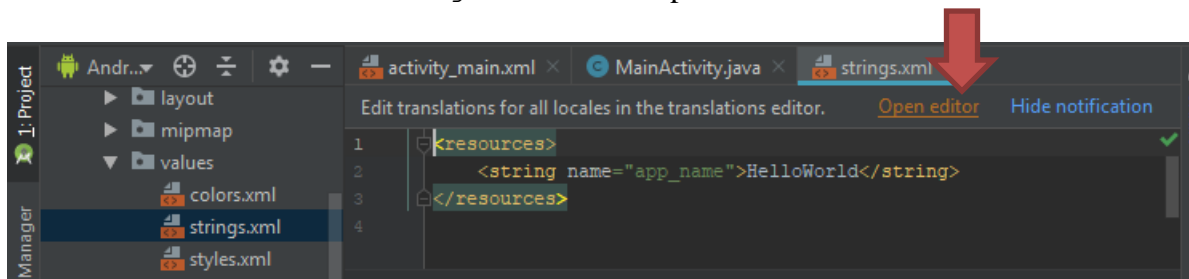 1: Project
Manager
Andr...
layout
mipmap
values
colors.xml
strings.xml
styles.xml
activity_main.xml
MainActivity.java
strings.xml
Edit translations for all locales in the translations editor. Open editor Hide notification
1 <resources>
2 <string name="app_name">HelloWorld</string>
3 </resources>
4